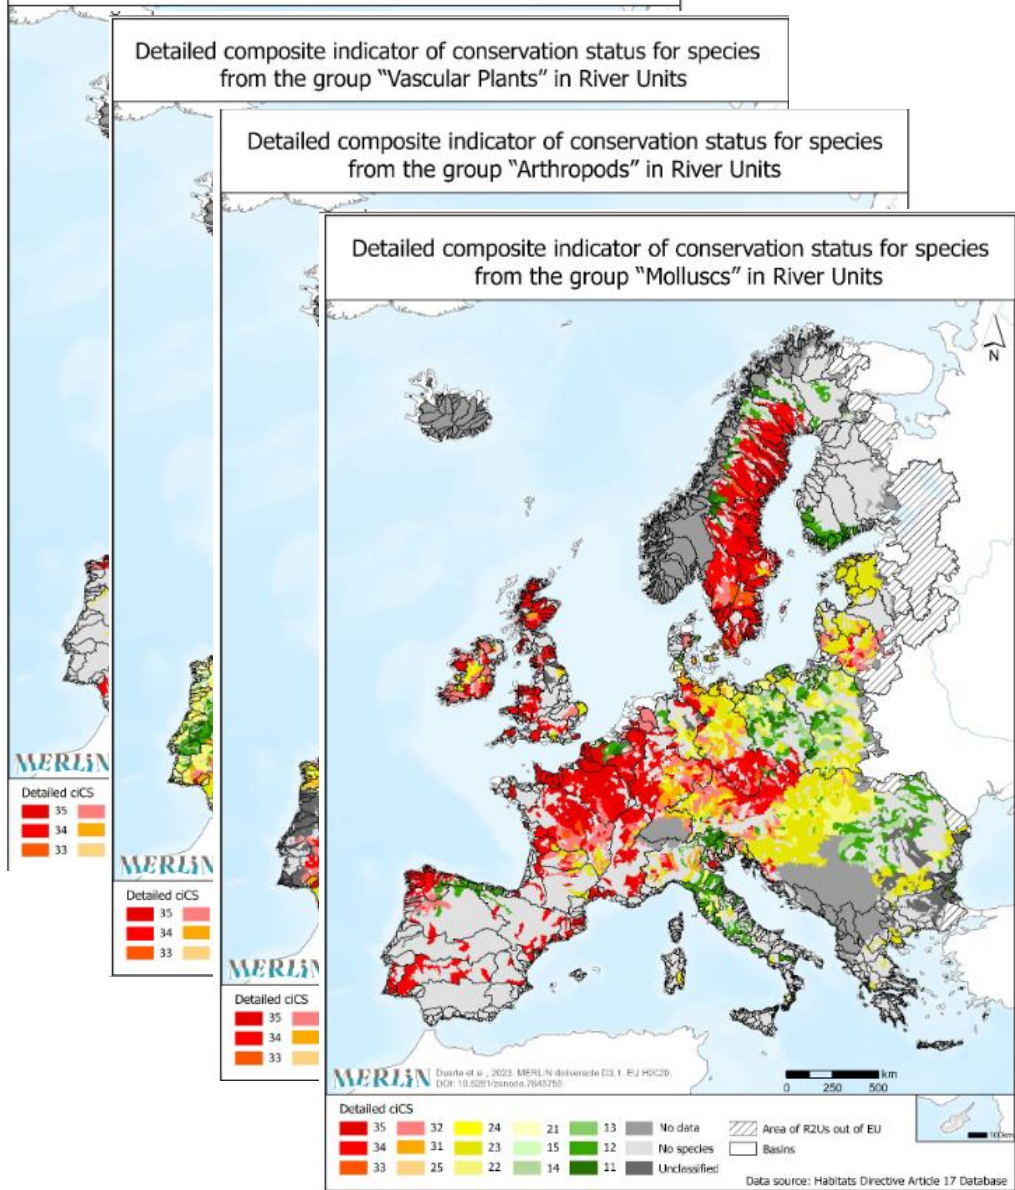 Detailed composite indicator of conservation status for species
from the group “Vascular Plants” in River Units
MERLIN
Detailed ciCS
35
34
33
Detailed composite indicator of conservation status for species
from the group “Arthropods” in River Units
MERLIN
Detailed ciCS
35
34
33
MERLIN
Detailed ciCS
35
34
33
Detailed composite indicator of conservation status for species
from the group “Molluscs” in River Units
N
MERLIN
Duarte et al., 2023. MERLIN deliverable D3.1. EU H2020.
DOI: 10.5281/zenodo.7843755
km
0 250 500
Detailed ciCS
35 32 24 21 13 No data Area of R2Us out of EU
34 31 23 15 12 No species Basins
33 25 22 14 11 Unclassified
100km
Data source: Habitats Directive Article 17 Database